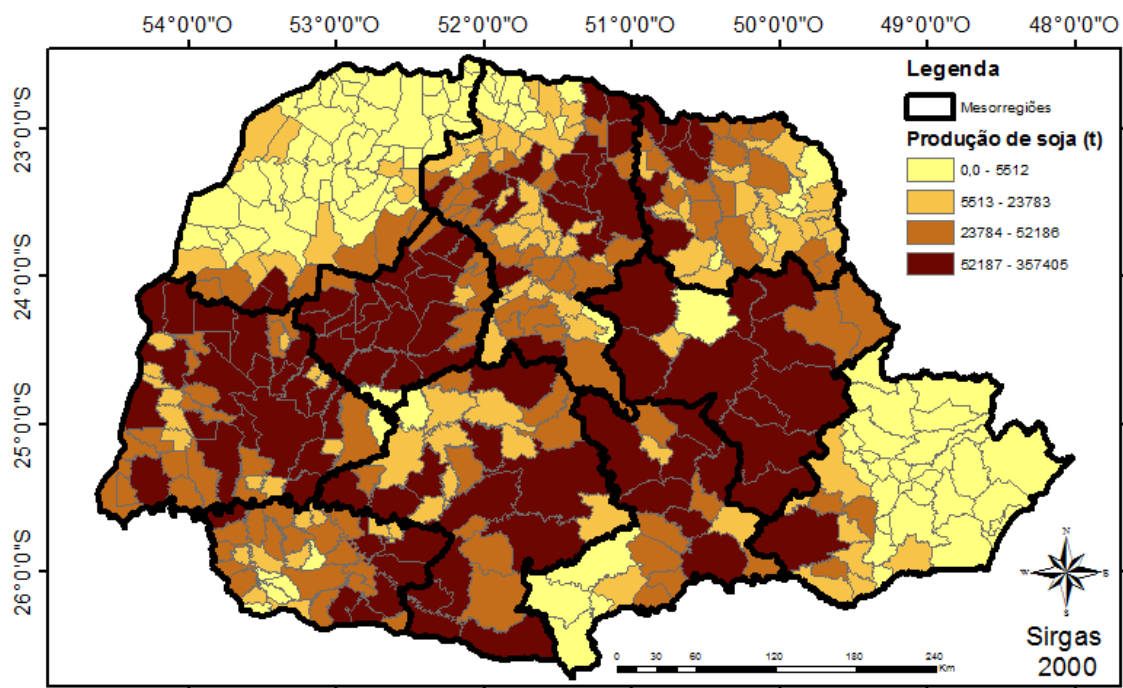 54°0'0"O 53°0'0"O 52°0'0"O 51°0'0"O 50°0'0"O 49°0'0"O 48°0'0"O
23°0'0"S
24°0'0"S
25°0'0"S
26°0'0"S
Legenda
Mesorregiões
Produção de soja (t)
0,0 - 5512
5513 - 23783
23784 - 52186
52187 - 357405
N
W
S
Sirgas
2000
0 15 30 60 120 180 240
Km